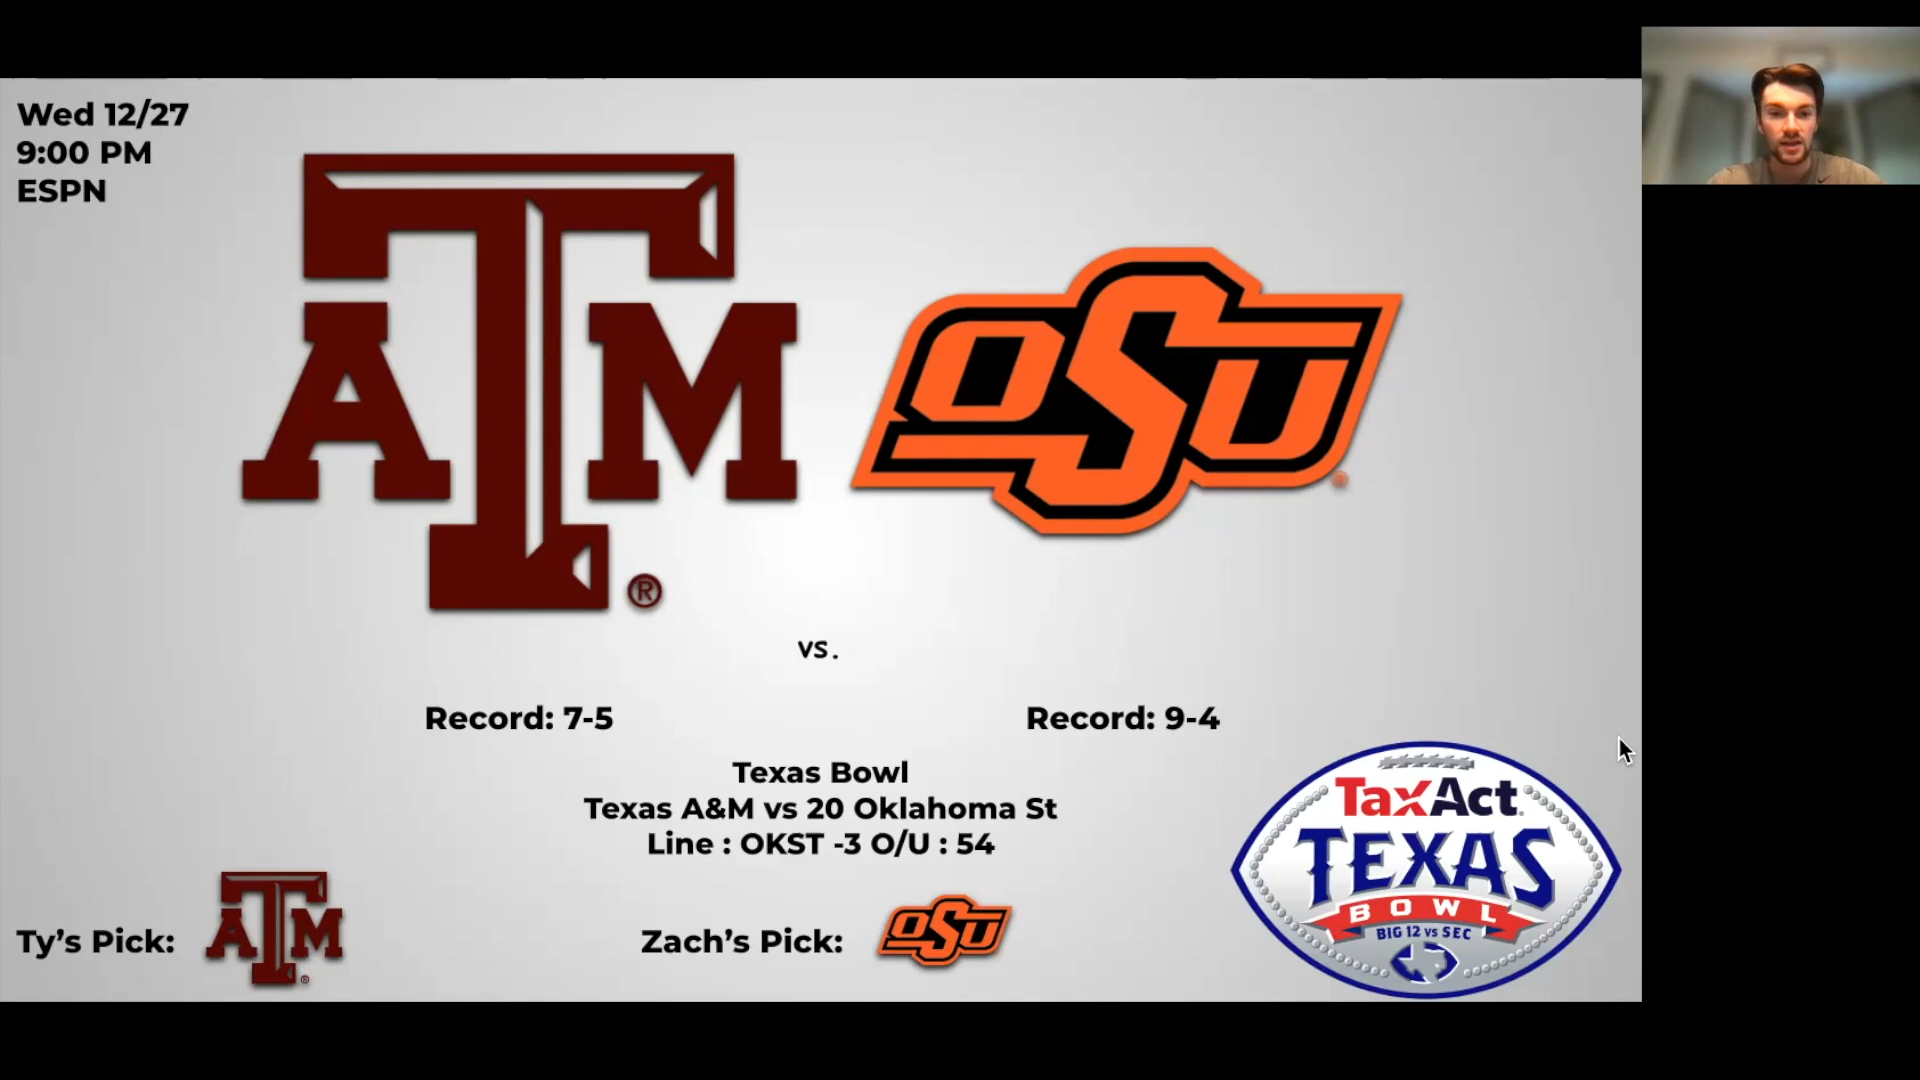 Wed 12/27
9:00 PM
ESPN
ATM
®
OSU
vs.
Record: 7-5
Record: 9-4
Texas Bowl
Texas A&M vs 20 Oklahoma St
Line : OKST -3 O/U : 54
TaxAct
TEXAS
BOWL
BIG 12 vs SEC
Ty's Pick:
ATM
Zach's Pick:
OSU